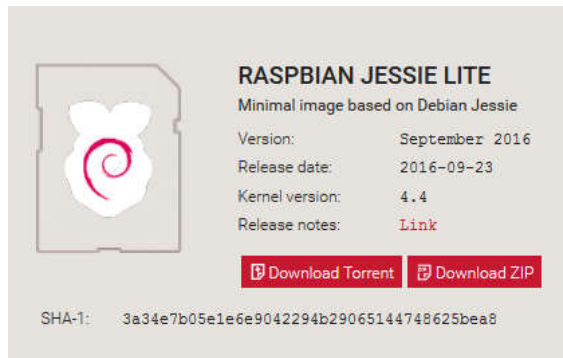 RASPBIAN JESSIE LITE
Minimal image based on Debian Jessie
Version: September 2016
Release date: 2016-09-23
Kernel version: 4.4
Release notes: Link
Download Torrent Download ZIP
SHA-1: 3a34e7b05e1e6e9042294b29065144748625bea8